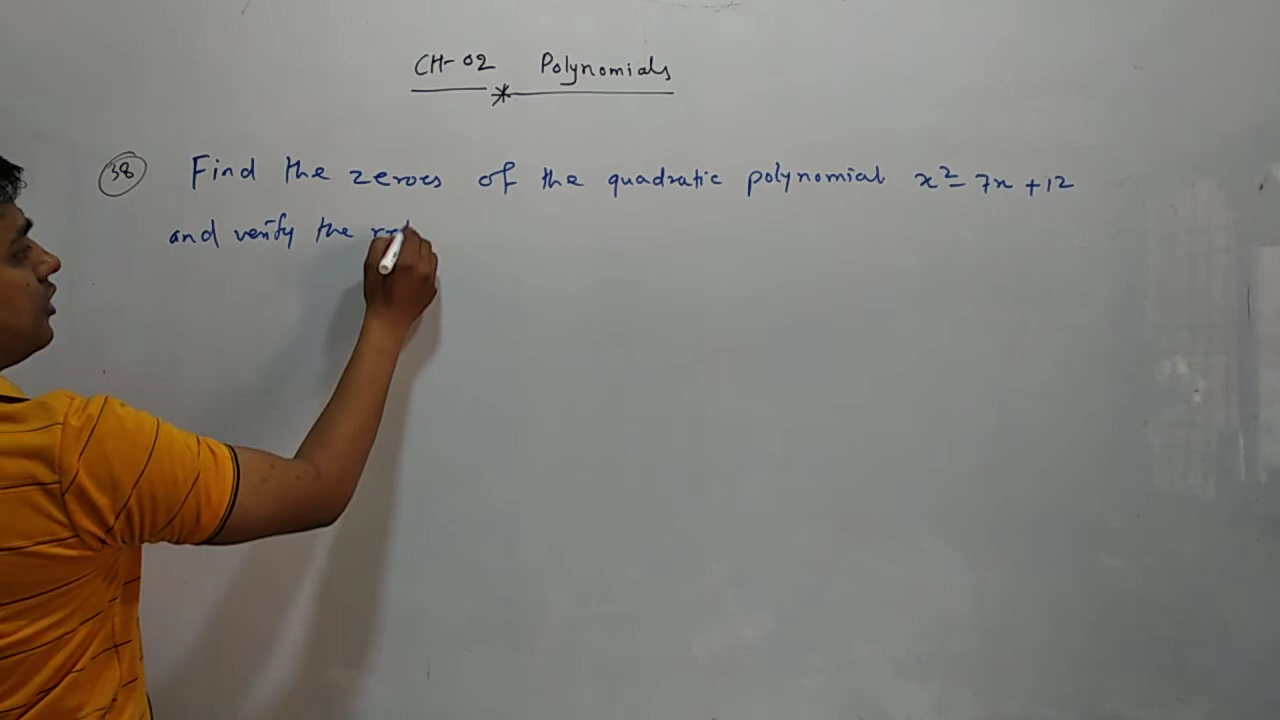 CH-02 Polynomials
38 Find the zeroes of the quadratic polynomial x² - 7x + 12
and verify the